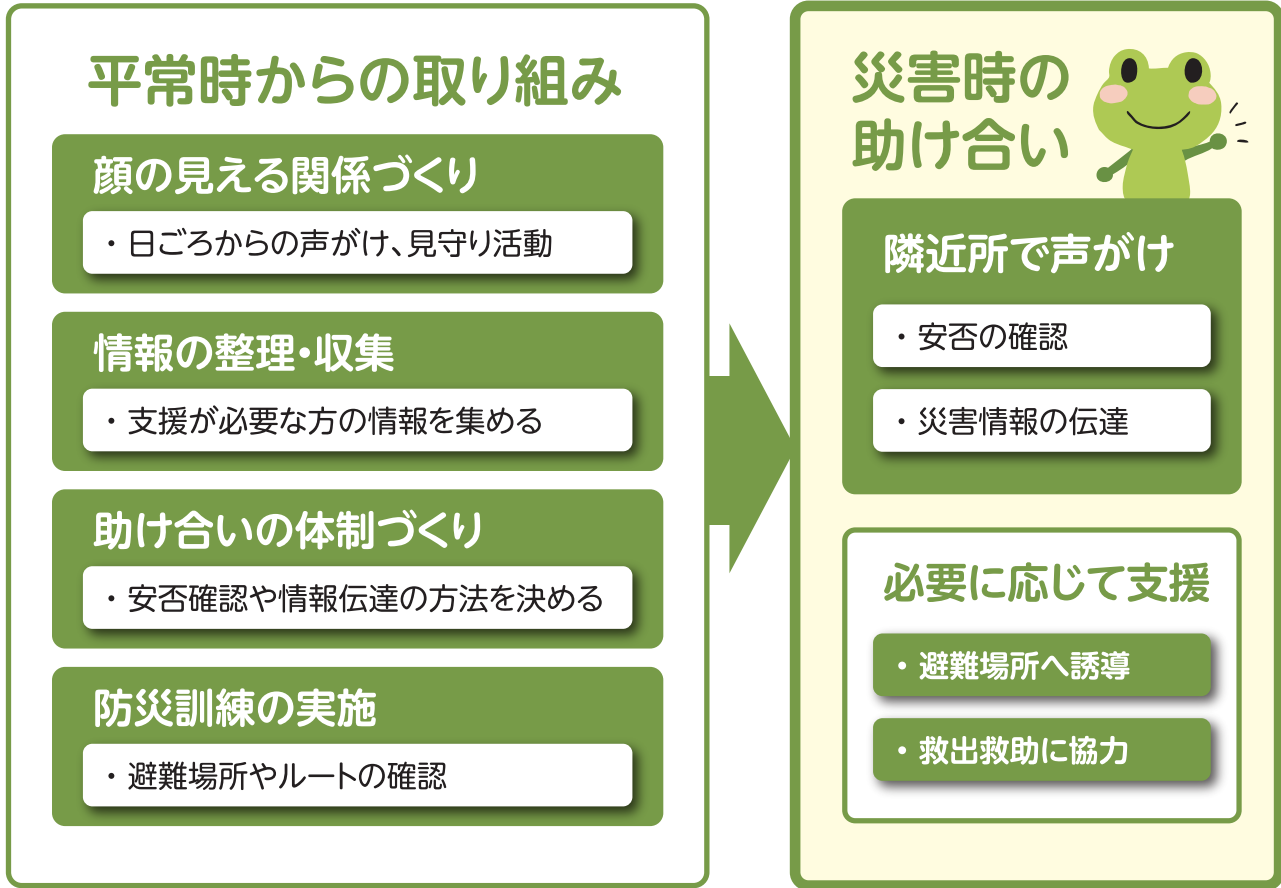 平常時からの取り組み
顔の見える関係づくり
・日ごろからの声がけ、見守り活動
情報の整理・収集
・支援が必要な方の情報を集める
助け合いの体制づくり
・安否確認や情報伝達の方法を決める
防災訓練の実施
・避難場所やルートの確認
災害時の
助け合い
隣近所で声がけ
・安否の確認
・災害情報の伝達
必要に応じて支援
・避難場所へ誘導
・救出救助に協力